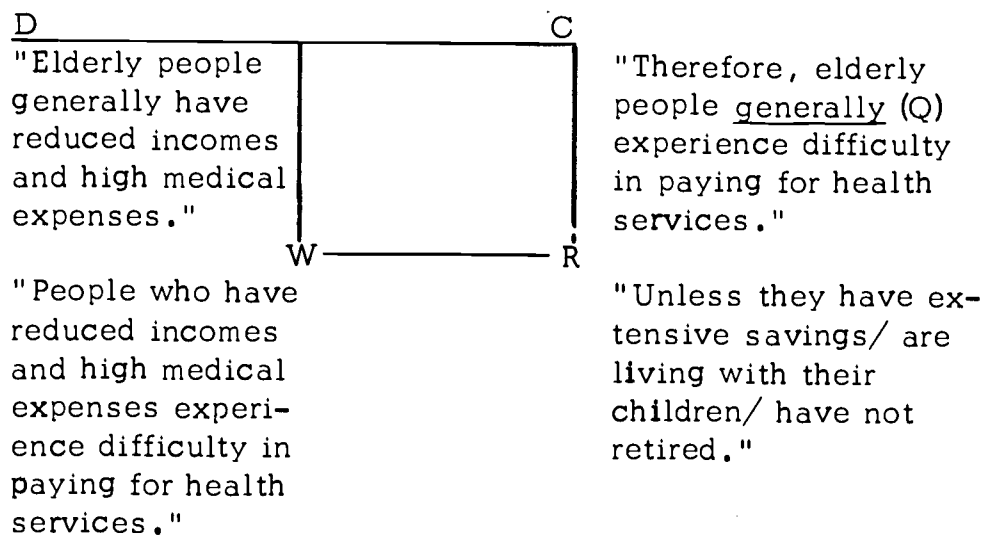 D
C
"Elderly people
generally have
reduced incomes
and high medical
expenses."
"Therefore, elderly
people generally (Q)
experience difficulty
in paying for health
services."
W
R
"People who have
reduced incomes
and high medical
expenses experi-
ence difficulty in
paying for health
services."
"Unless they have ex-
tensive savings/ are
living with their
children/ have not
retired."